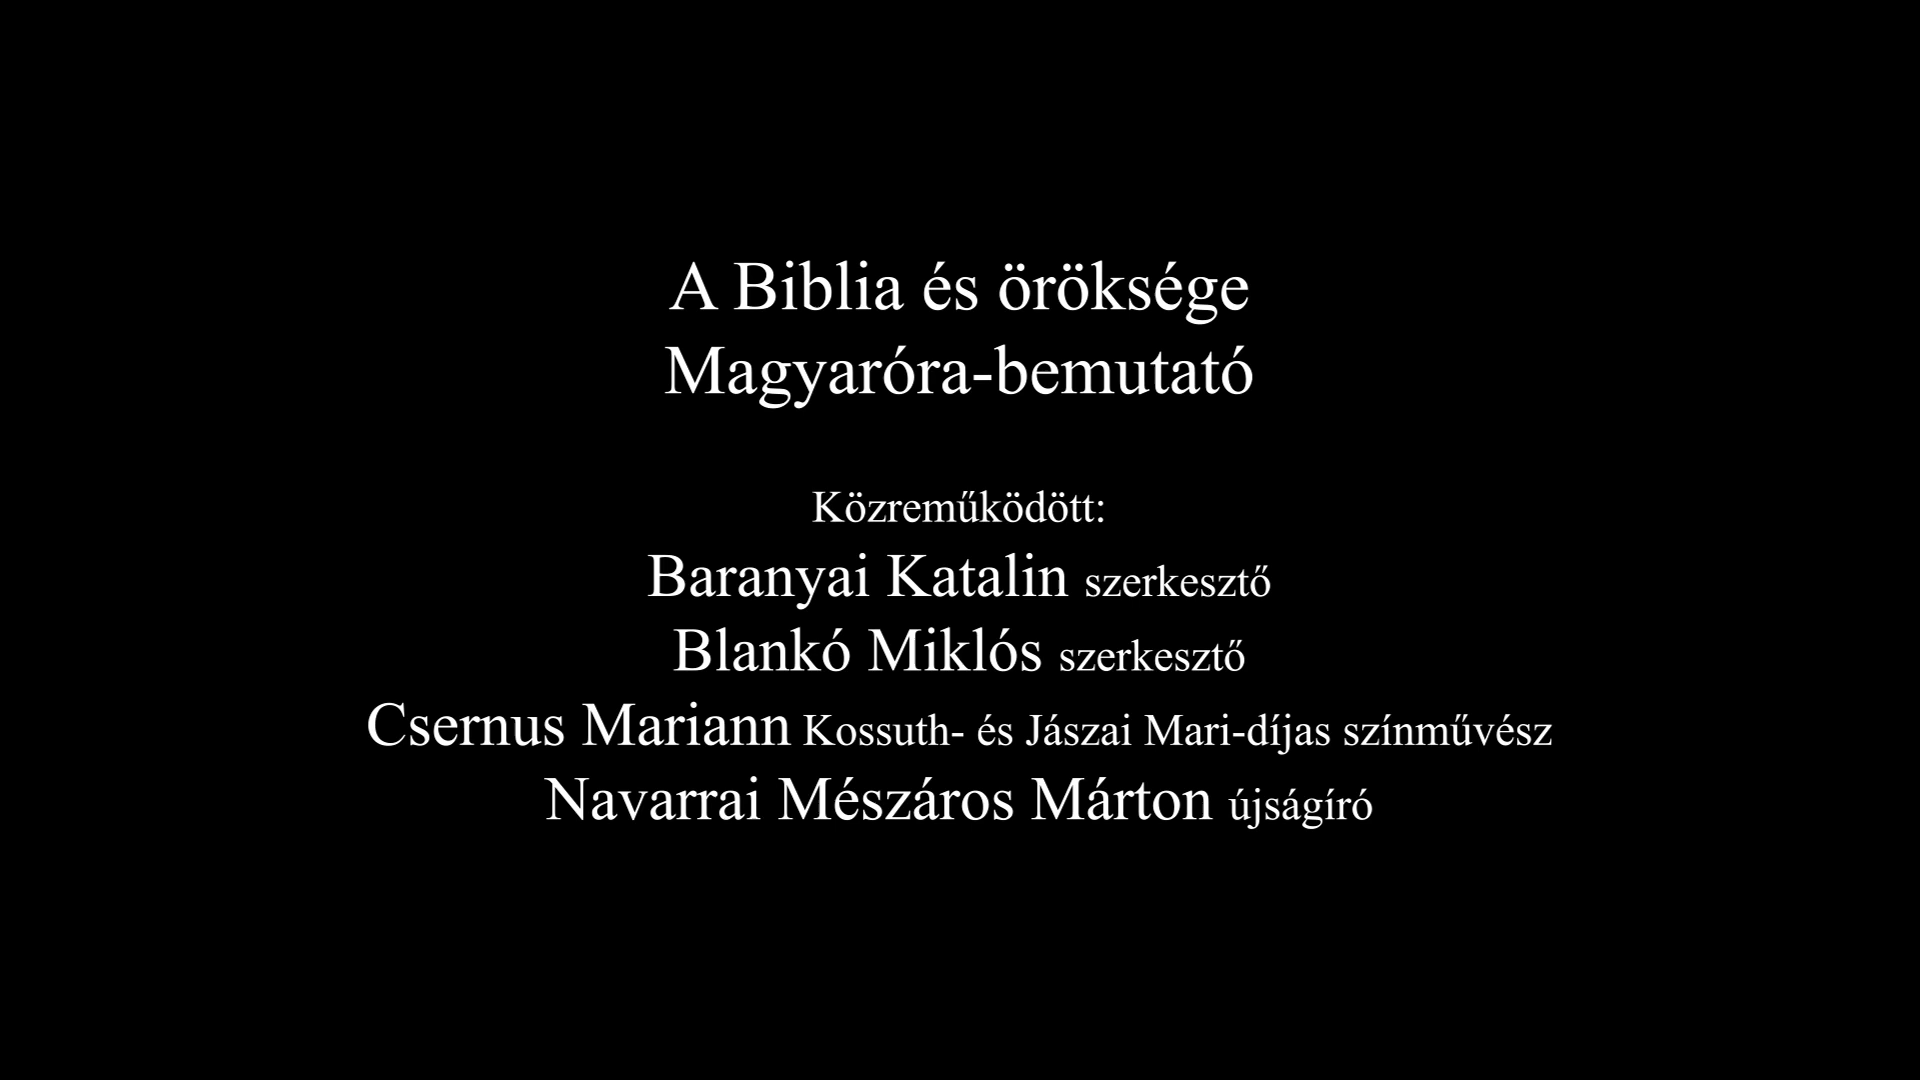 A Biblia és öröksége
Magyaróra-bemutató
Közreműködött:
Baranyai Katalin szerkesztő
Blankó Miklós szerkesztő
Csernus Mariann Kossuth- és Jászai Mari-díjas színművész
Navarrai Mészáros Márton újságíró